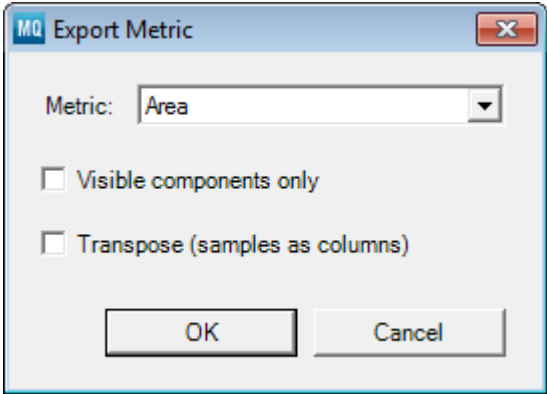 MQ Export Metric
Metric: Area
Visible components only
Transpose (samples as columns)
OK Cancel